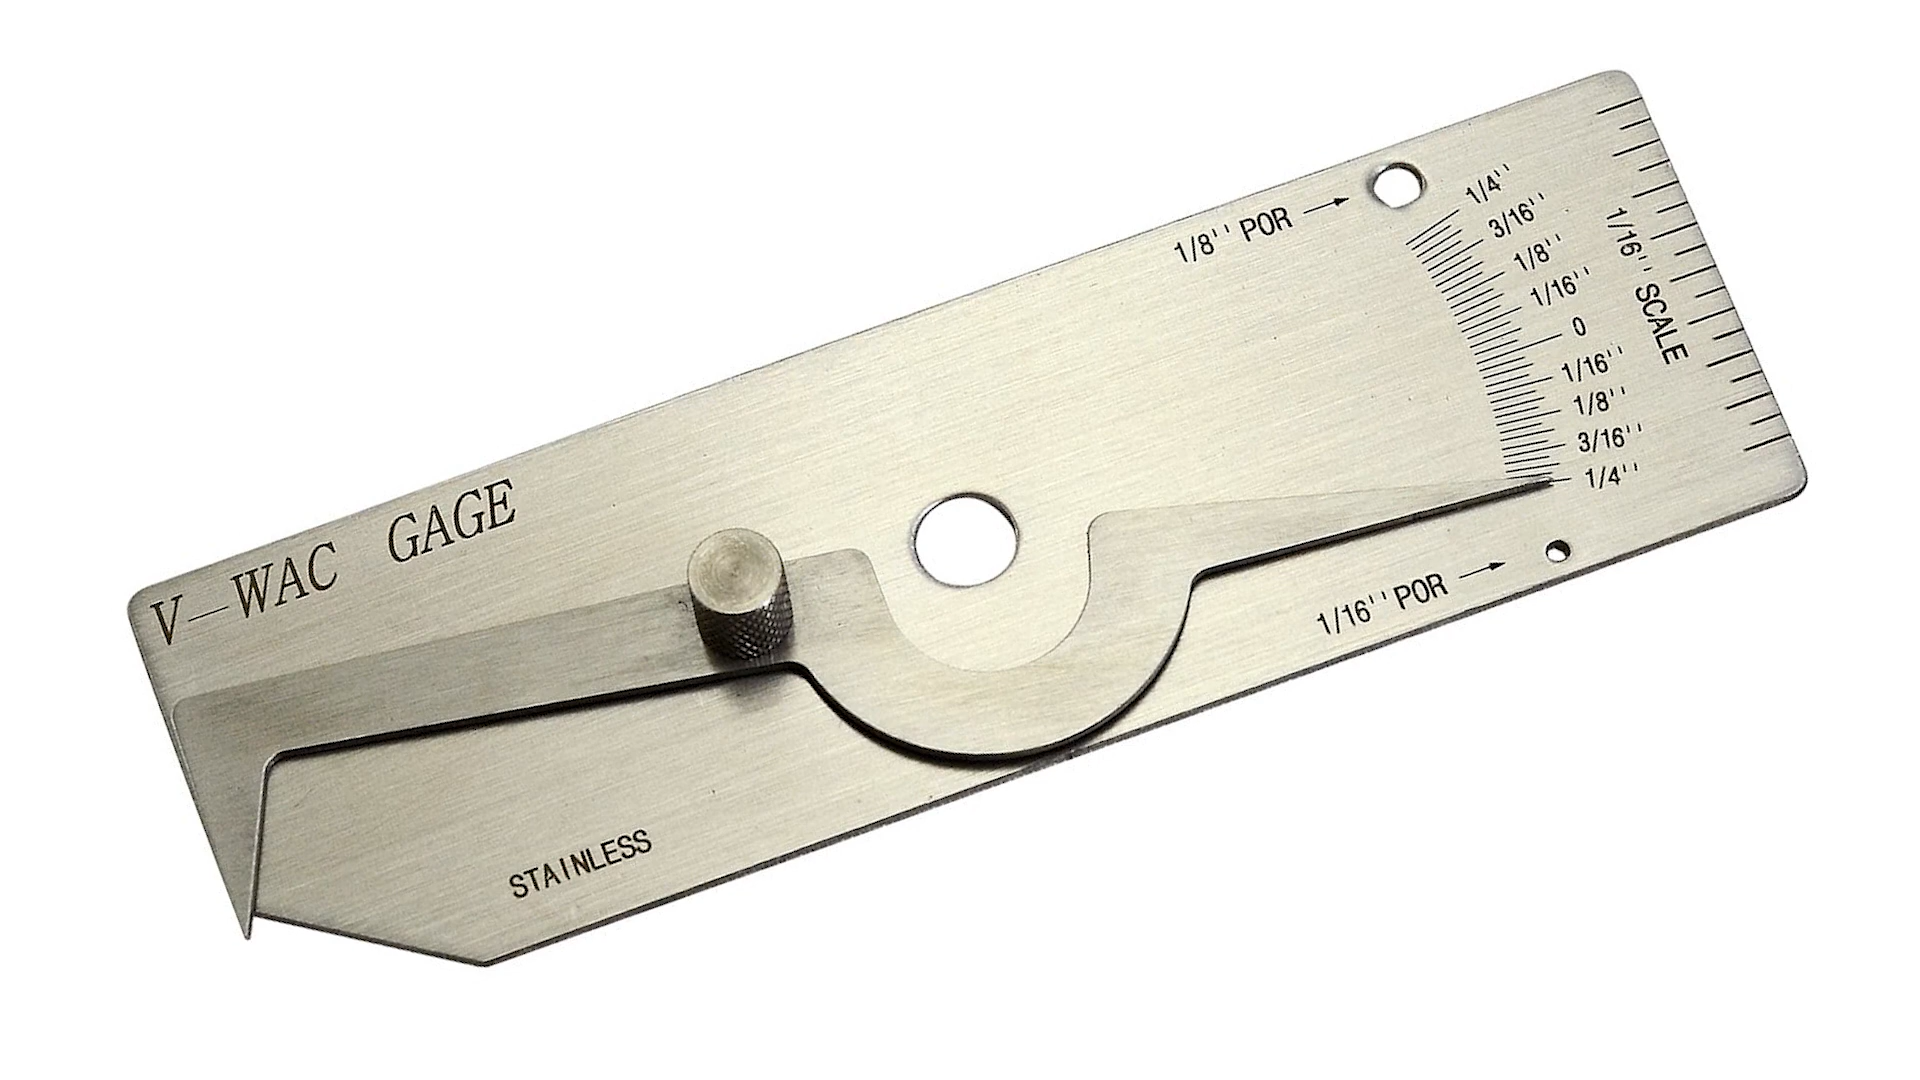 V-WAC GAGE
1/8'' POR →
1/4''
3/16''
1/8''
1/16''
0
1/16''
1/8''
3/16''
1/4''
1/16'' SCALE
1/16'' POR →
STAINLESS